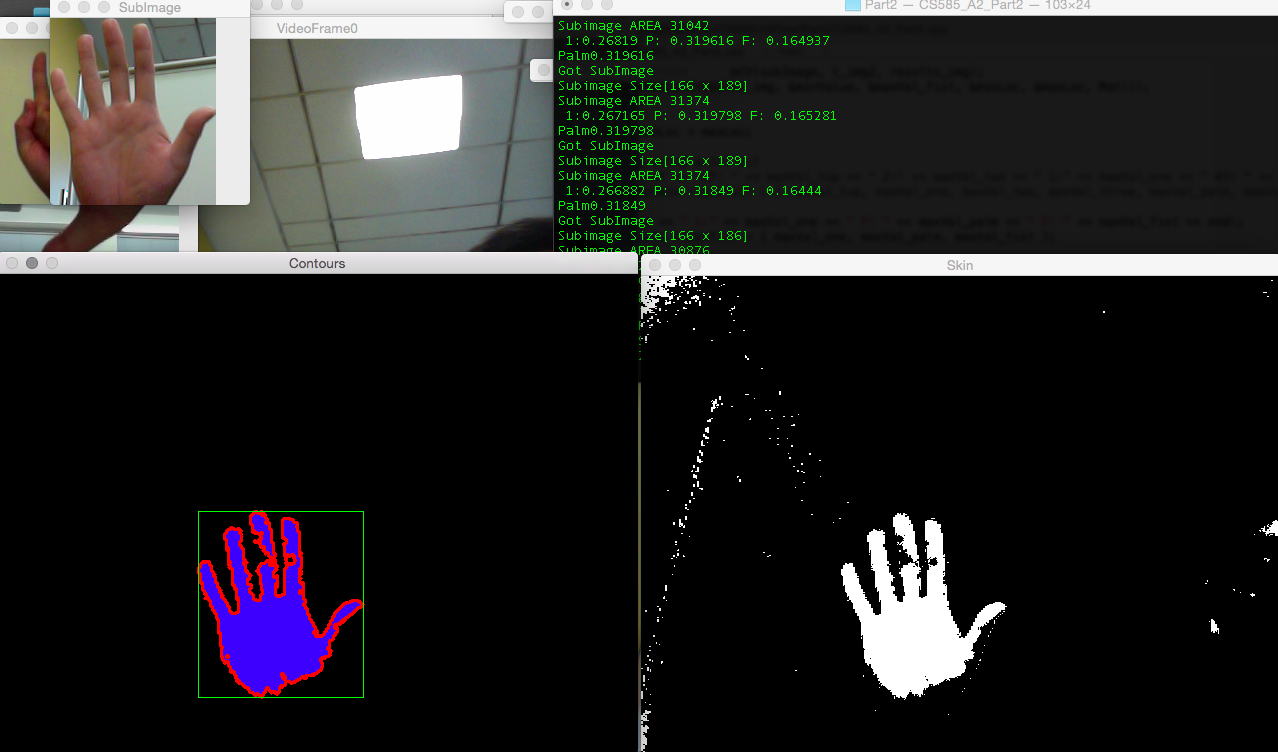 SubImage
VideoFrame0
Part2 — CS585_A2_Part2 — 103×24
Subimage AREA 31042
1:0.26819 P: 0.319616 F: 0.164937
Palm0.319616
Got SubImage
Subimage Size[166 x 189]
Subimage AREA 31374
1:0.267165 P: 0.319798 F: 0.165281
Palm0.319798
Got SubImage
Subimage Size[166 x 189]
Subimage AREA 31374
1:0.266882 P: 0.31849 F: 0.16444
Palm0.31849
Got SubImage
Subimage Size[166 x 186]
Subimage AREA 30876
Contours
Skin